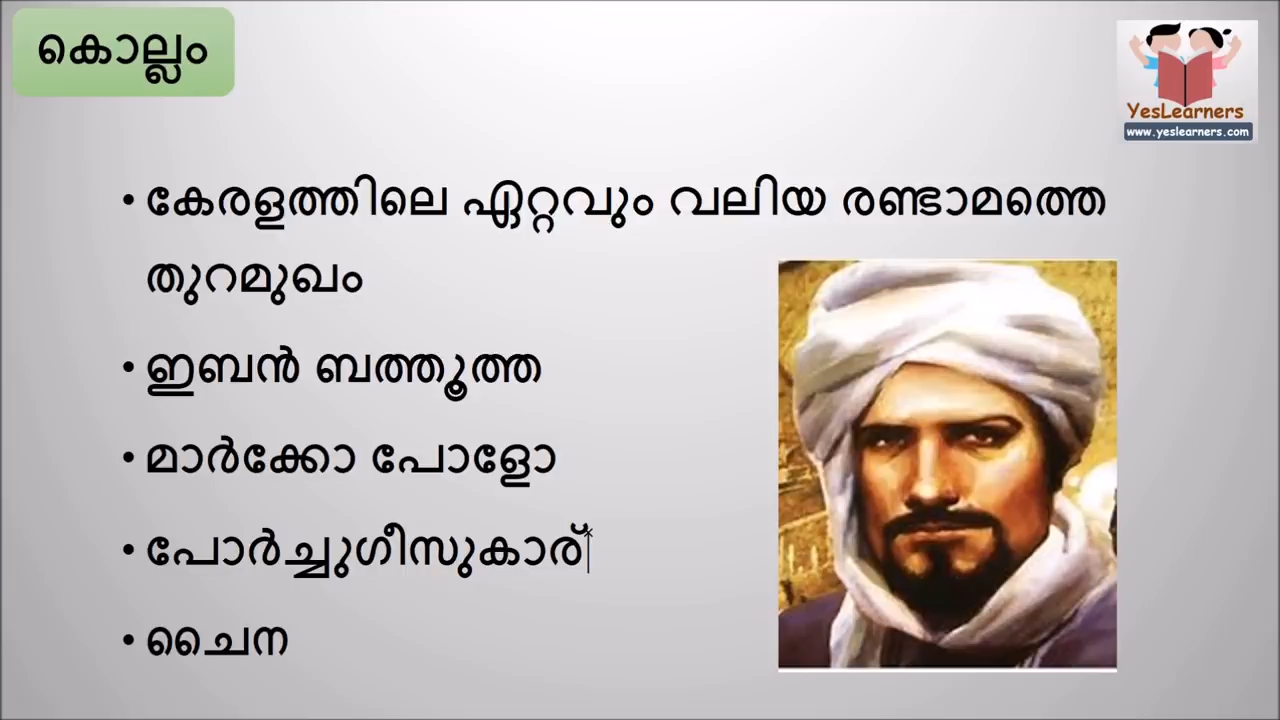 കൊല്ലം
YesLearners
www.yeslearners.com
• കേരളത്തിലെ ഏറ്റവും വലിയ രണ്ടാമത്തെ
തുറമുഖം
• ഇബൻ ബത്തൂത്ത
• മാർക്കോ പോളോ
• പോർച്ചുഗീസുകാര്
• ചൈന